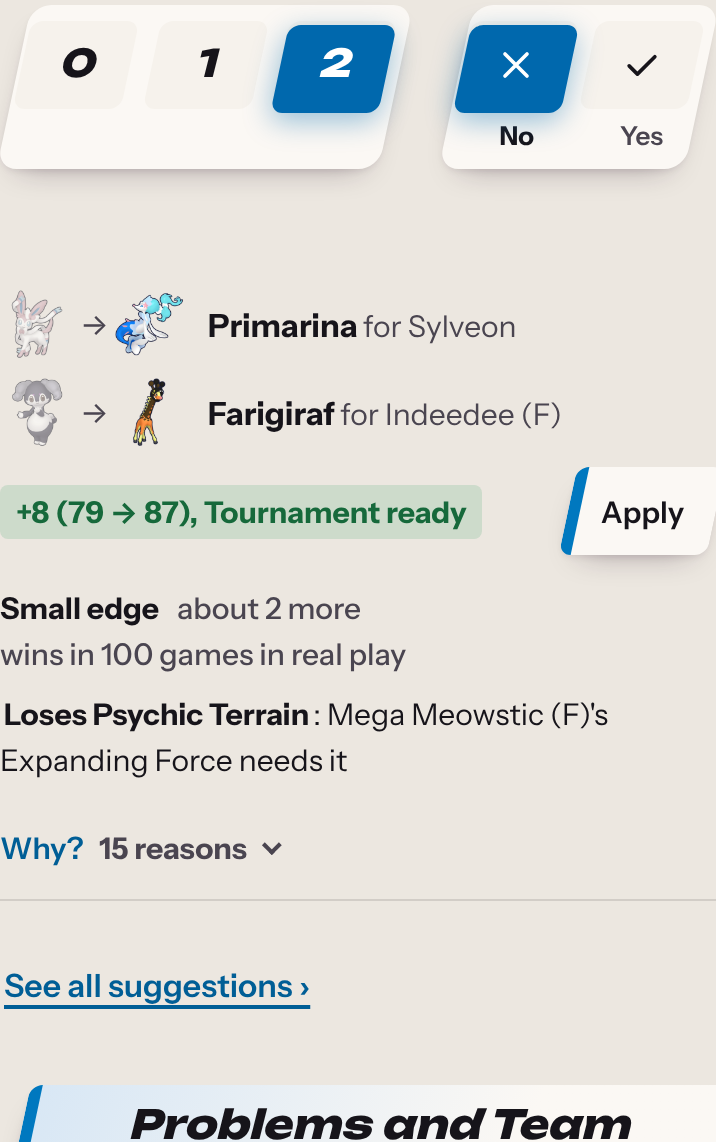 0 1 2
No Yes
→ Primarina for Sylveon
→ Farigiraf for Indeedee (F)
+8 (79 → 87), Tournament ready
Apply
Small edge about 2 more
wins in 100 games in real play
Loses Psychic Terrain : Mega Meowstic (F)'s
Expanding Force needs it
Why? 15 reasons
See all suggestions ›
Problems and Team